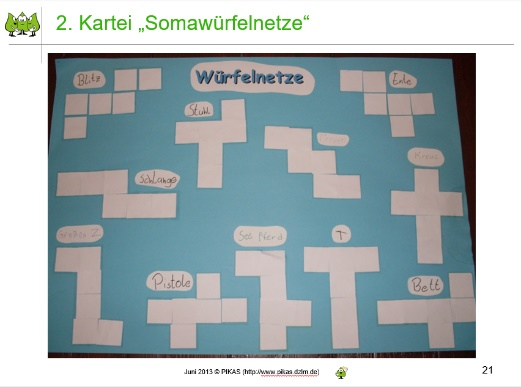 2. Kartei „Somawürfelnetze“
Würfelnetze
Blitz
Ente
Stuhl
Kreuz
Schlange
Großes Z
See Pferd
T
Pistole
Bett
Juni 2013 © PIKAS (http://www.pikas.dzlm.de)
21